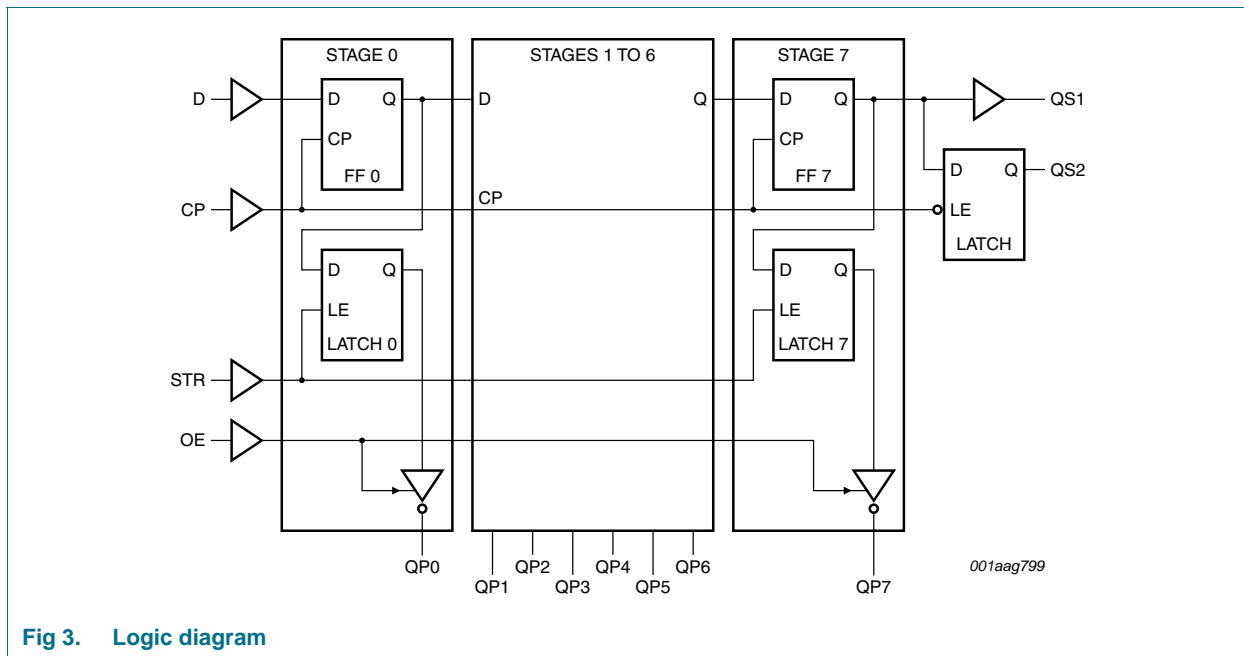 STAGE 0
STAGES 1 TO 6
STAGE 7
D
D
Q
D
Q
D
Q
QS1
CP
CP
D
Q
QS2
FF 0
FF 7
CP
CP
LE
LATCH
D
Q
D
Q
LE
LE
LATCH 0
LATCH 7
STR
OE
QP0
QP2
QP4
QP6
QP1
QP3
QP5
QP7
001aag799
Fig 3. Logic diagram